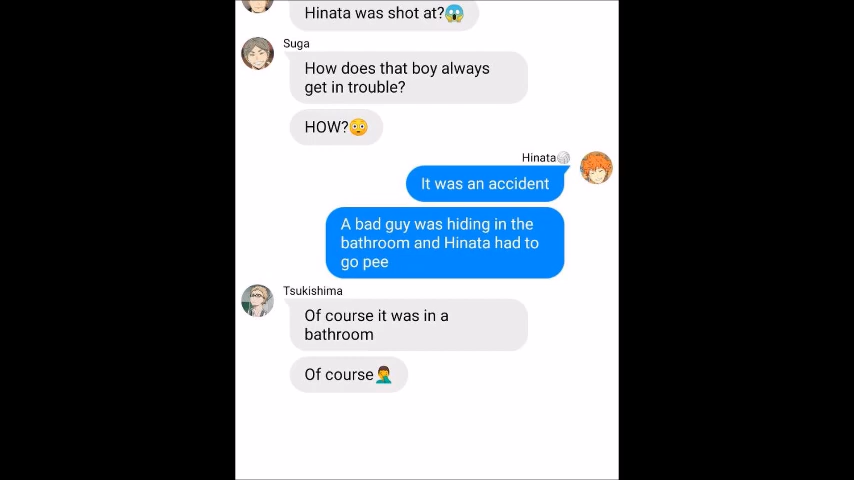 Hinata was shot at?😱
Suga
How does that boy always
get in trouble?
HOW?😳
Hinata🏐
It was an accident
A bad guy was hiding in the
bathroom and Hinata had to
go pee
Tsukishima
Of course it was in a
bathroom
Of course🤦‍♂️